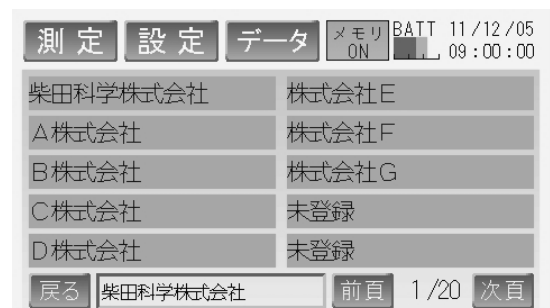 測定 設定 データ メモリ ON BATT 11/12/05 09:00:00
柴田科学株式会社 株式会社E
A株式会社 株式会社F
B株式会社 株式会社G
C株式会社 未登録
D株式会社 未登録
戻る 柴田科学株式会社 前頁 1/20 次頁